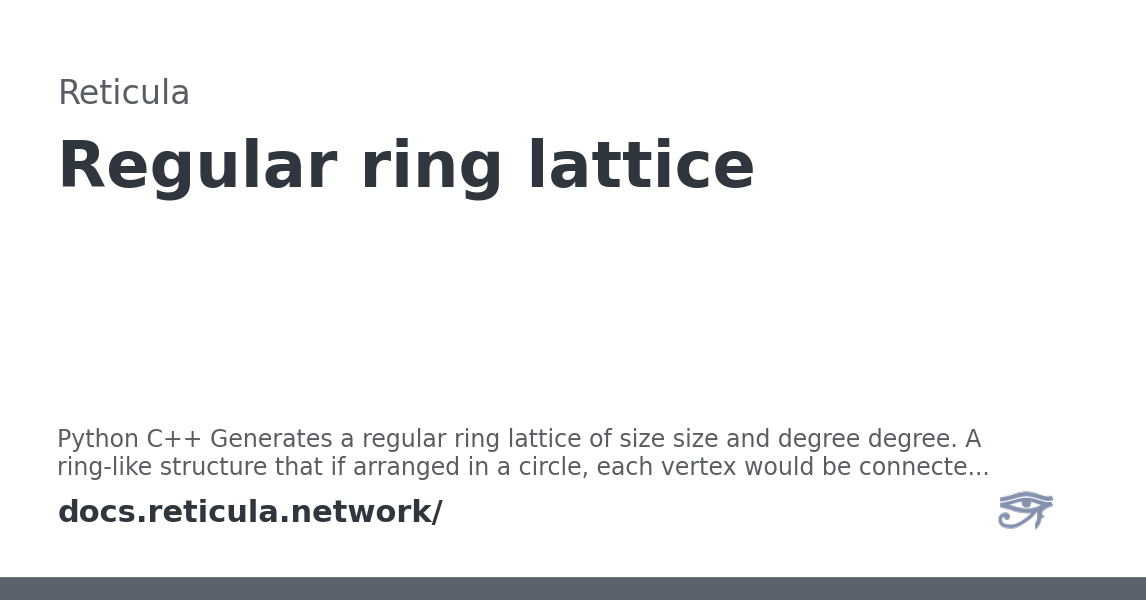 Reticula
Regular ring lattice
Python C++ Generates a regular ring lattice of size size and degree degree. A
ring-like structure that if arranged in a circle, each vertex would be connecte...
docs.reticula.network/